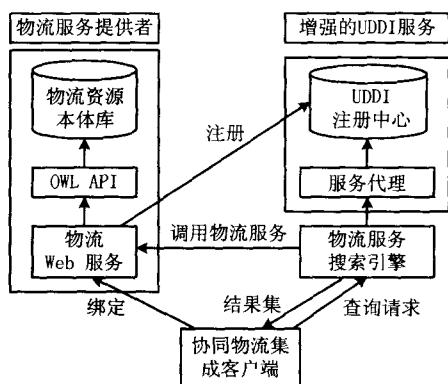 物流服务提供者
增强的UDDI服务
物流资源
本体库
UDDI
注册中心
注册
OWL API
服务代理
物流
Web 服务
调用物流服务
物流服务
搜索引擎
绑定
结果集
查询请求
协同物流集
成客户端